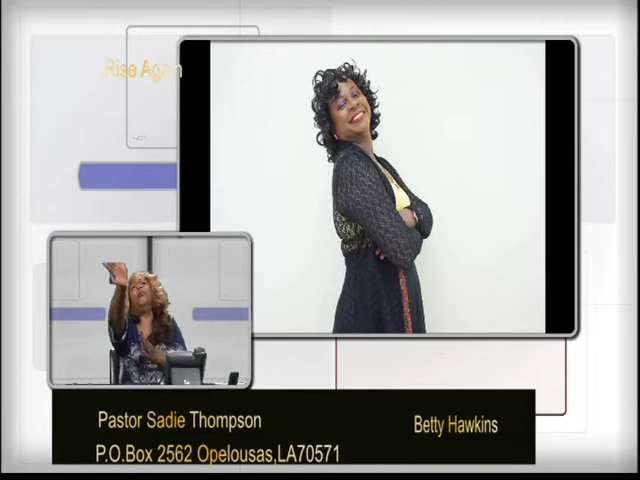 Rise Again
Pastor Sadie Thompson
Betty Hawkins
P.O.Box 2562 Opelousas,LA70571